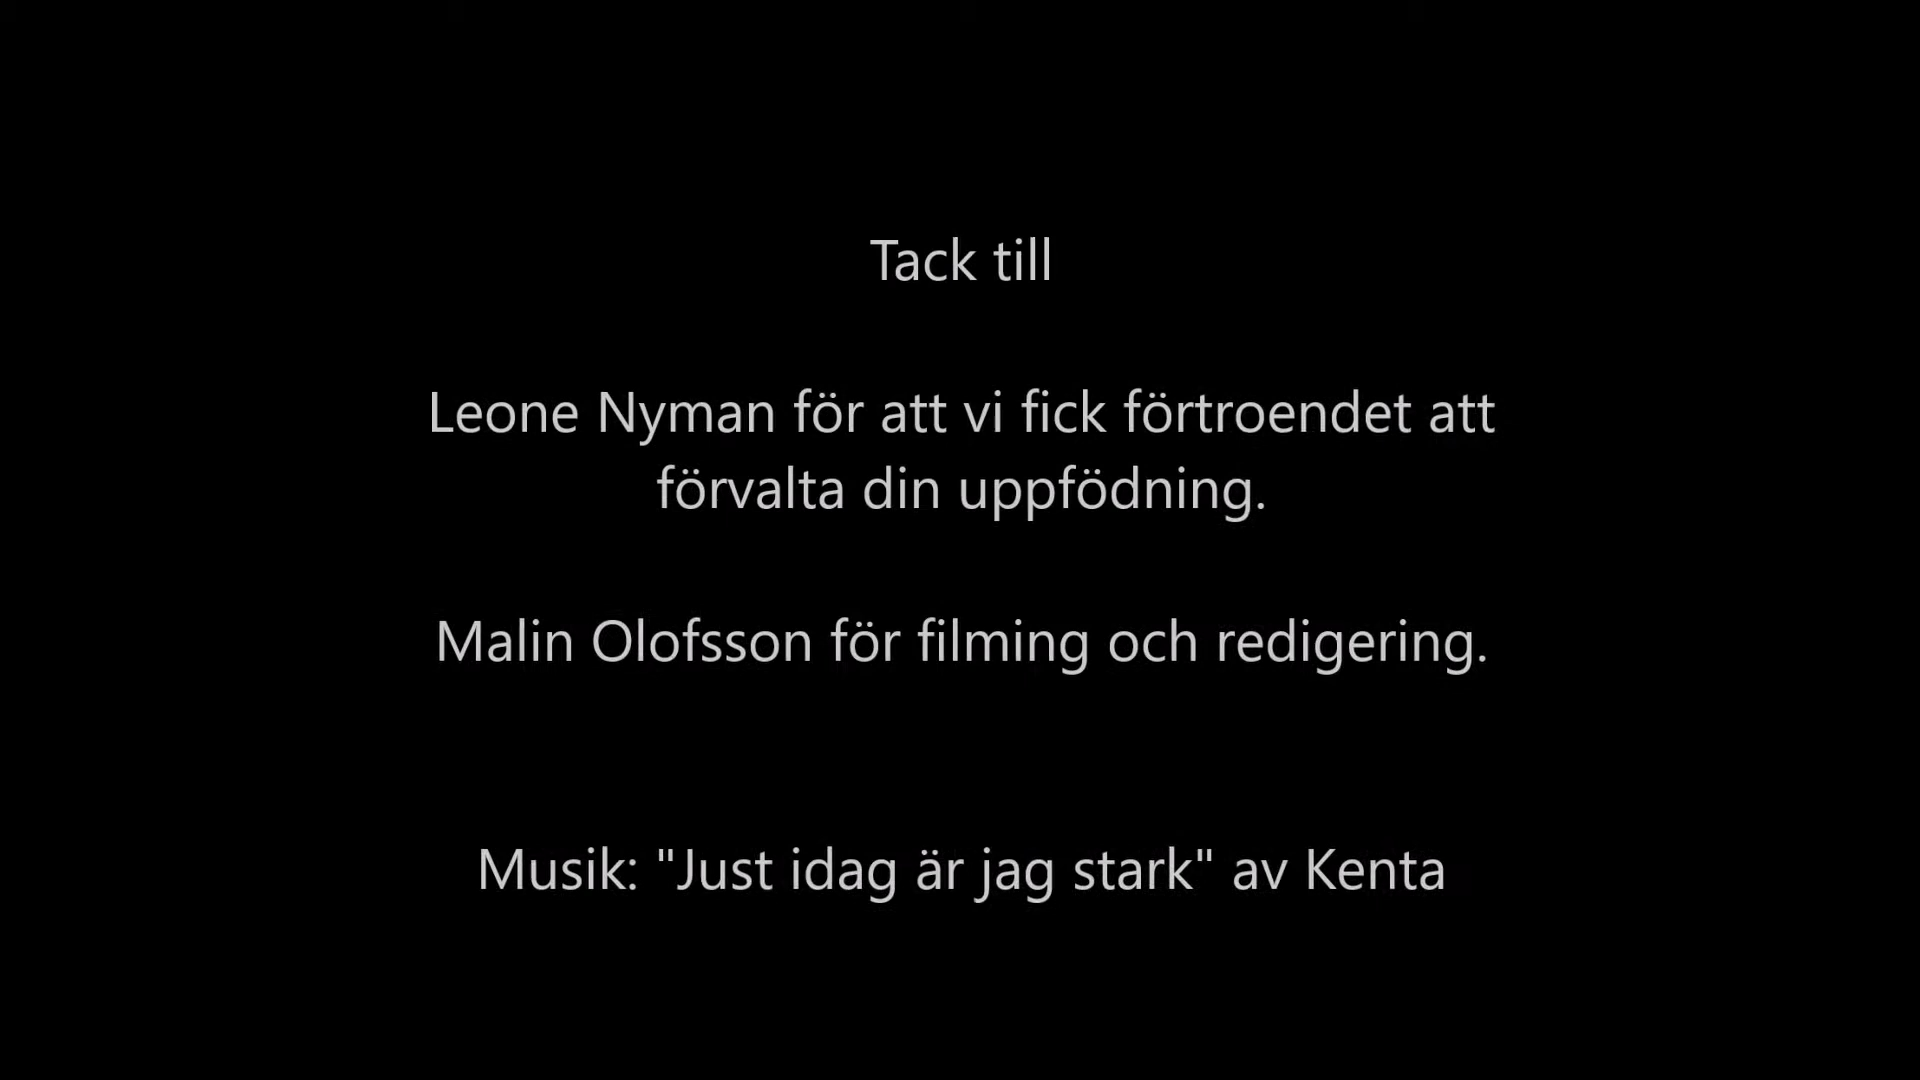 Tack till
Leone Nyman för att vi fick förtroendet att
förvalta din uppfödning.
Malin Olofsson för filming och redigering.
Musik: "Just idag är jag stark" av Kenta